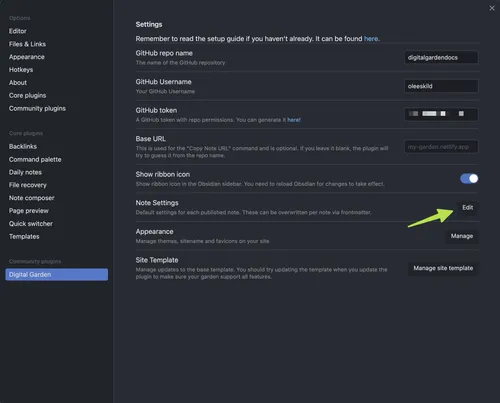 Options
Editor
Files & Links
Appearance
Hotkeys
About
Core plugins
Community plugins
Core plugins
Backlinks
Command palette
Daily notes
File recovery
Note composer
Page preview
Quick switcher
Templates
Community plugins
Digital Garden
Settings
Remember to read the setup guide if you haven't already. It can be found here.
GitHub repo name
The name of the GitHub repository
digitalgardendocs
GitHub Username
Your GitHub Username
oleeskild
GitHub token
A GitHub token with repo permissions. You can generate it here!
Base URL
This is used for the "Copy Note URL" command and is optional. If you leave it blank, the plugin will
try to guess it from the repo name.
my-garden.netlify.app
Show ribbon icon
Show ribbon icon in the Obsidian sidebar. You need to reload Obsidian for changes to take effect.
Note Settings
Default settings for each published note. These can be overwritten per note via frontmatter.
Edit
Appearance
Manage themes, sitename and favicons on your site
Manage
Site Template
Manage updates to the base template. You should try updating the template when you update the
plugin to make sure your garden support all features.
Manage site template